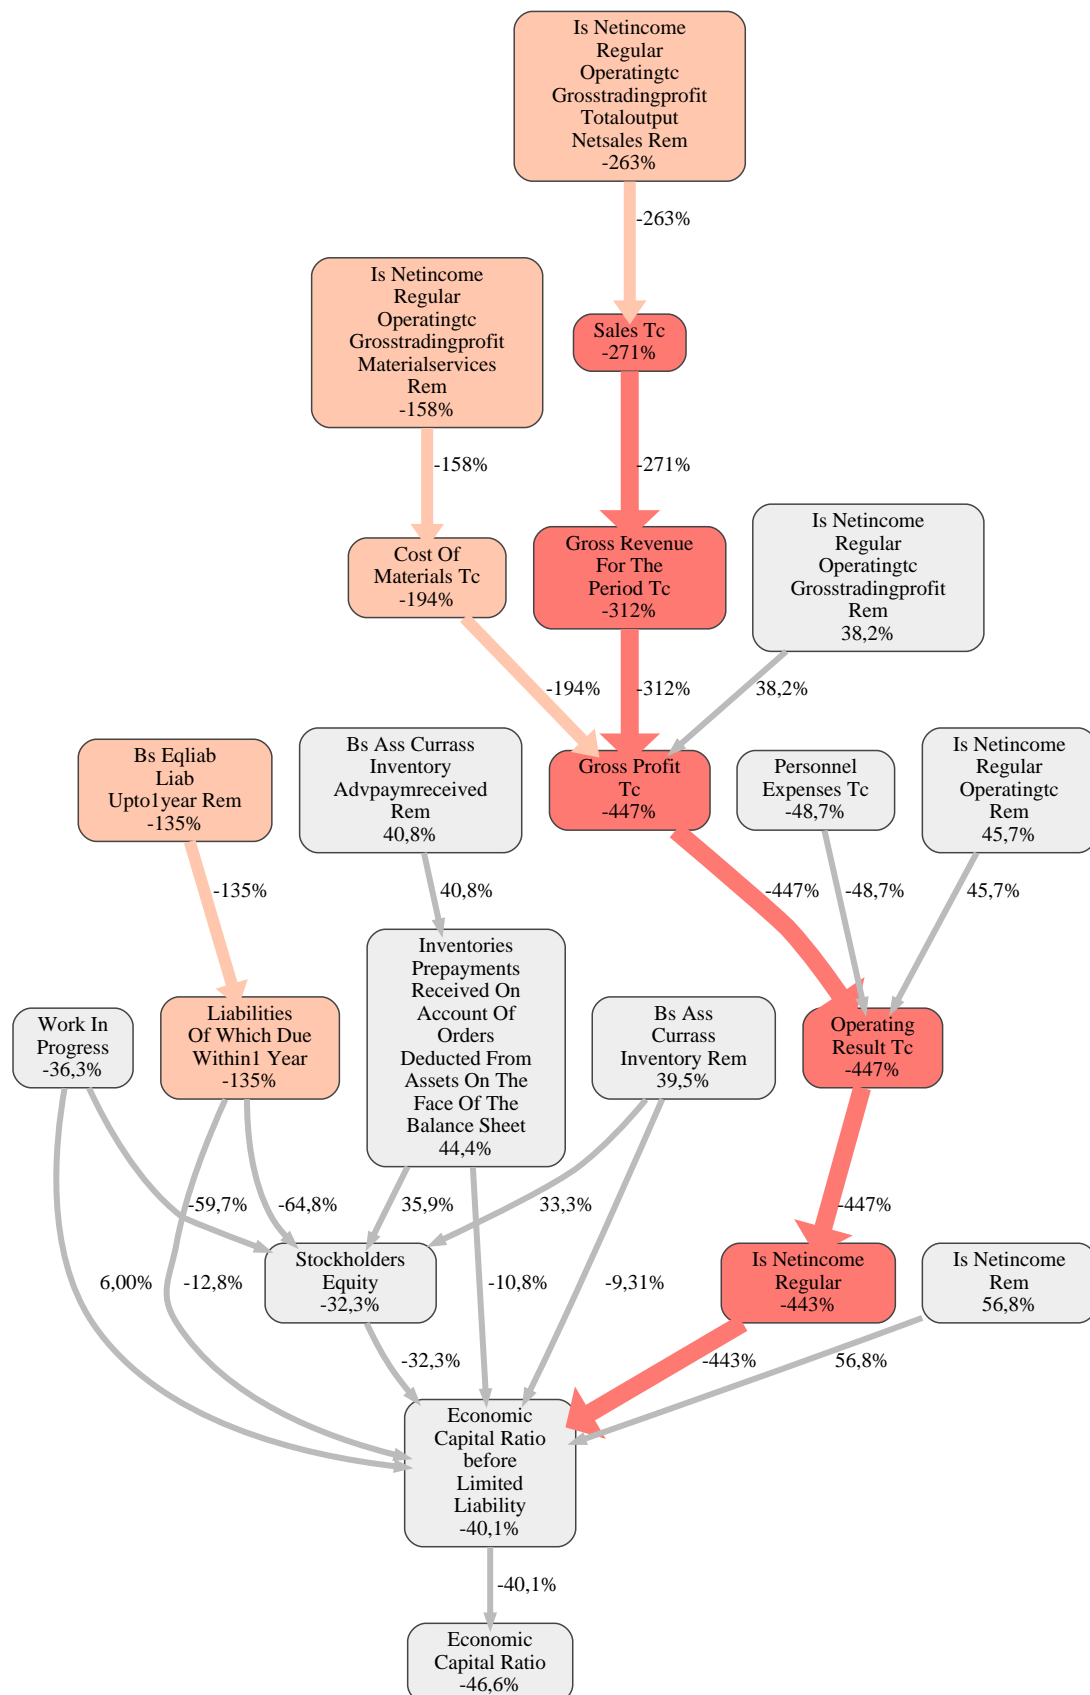 Is Netincome
Regular
Operatingtc
Grosstradingprofit
Totaloutput
Netsales Rem
-263%
-263%
Is Netincome
Regular
Operatingtc
Grosstradingprofit
Materialservices
Rem
-158%
Sales Tc
-271%
-158%
-271%
Is Netincome
Regular
Operatingtc
Grosstradingprofit
Rem
38,2%
Cost Of
Materials Tc
-194%
Gross Revenue
For The
Period Tc
-312%
-194%
-312%
38,2%
Bs Eqliab
Liab
Upto1year Rem
-135%
Bs Ass Currass
Inventory
Advpaymreceived
Rem
40,8%
Gross Profit
Tc
-447%
Personnel
Expenses Tc
-48,7%
Is Netincome
Regular
Operatingtc
Rem
45,7%
-135%
40,8%
-447%
-48,7%
45,7%
Work In
Progress
-36,3%
Liabilities
Of Which Due
Within1 Year
-135%
Inventories
Prepayments
Received On
Account Of
Orders
Deducted From
Assets On The
Face Of The
Balance Sheet
44,4%
Bs Ass
Currass
Inventory Rem
39,5%
Operating
Result Tc
-447%
-59,7%
-64,8%
35,9%
33,3%
-447%
6,00%
-12,8%
Stockholders
Equity
-32,3%
-10,8%
-9,31%
Is Netincome
Regular
-443%
Is Netincome
Rem
56,8%
-32,3%
-443%
56,8%
Economic
Capital Ratio
before
Limited
Liability
-40,1%
-40,1%
Economic
Capital Ratio
-46,6%